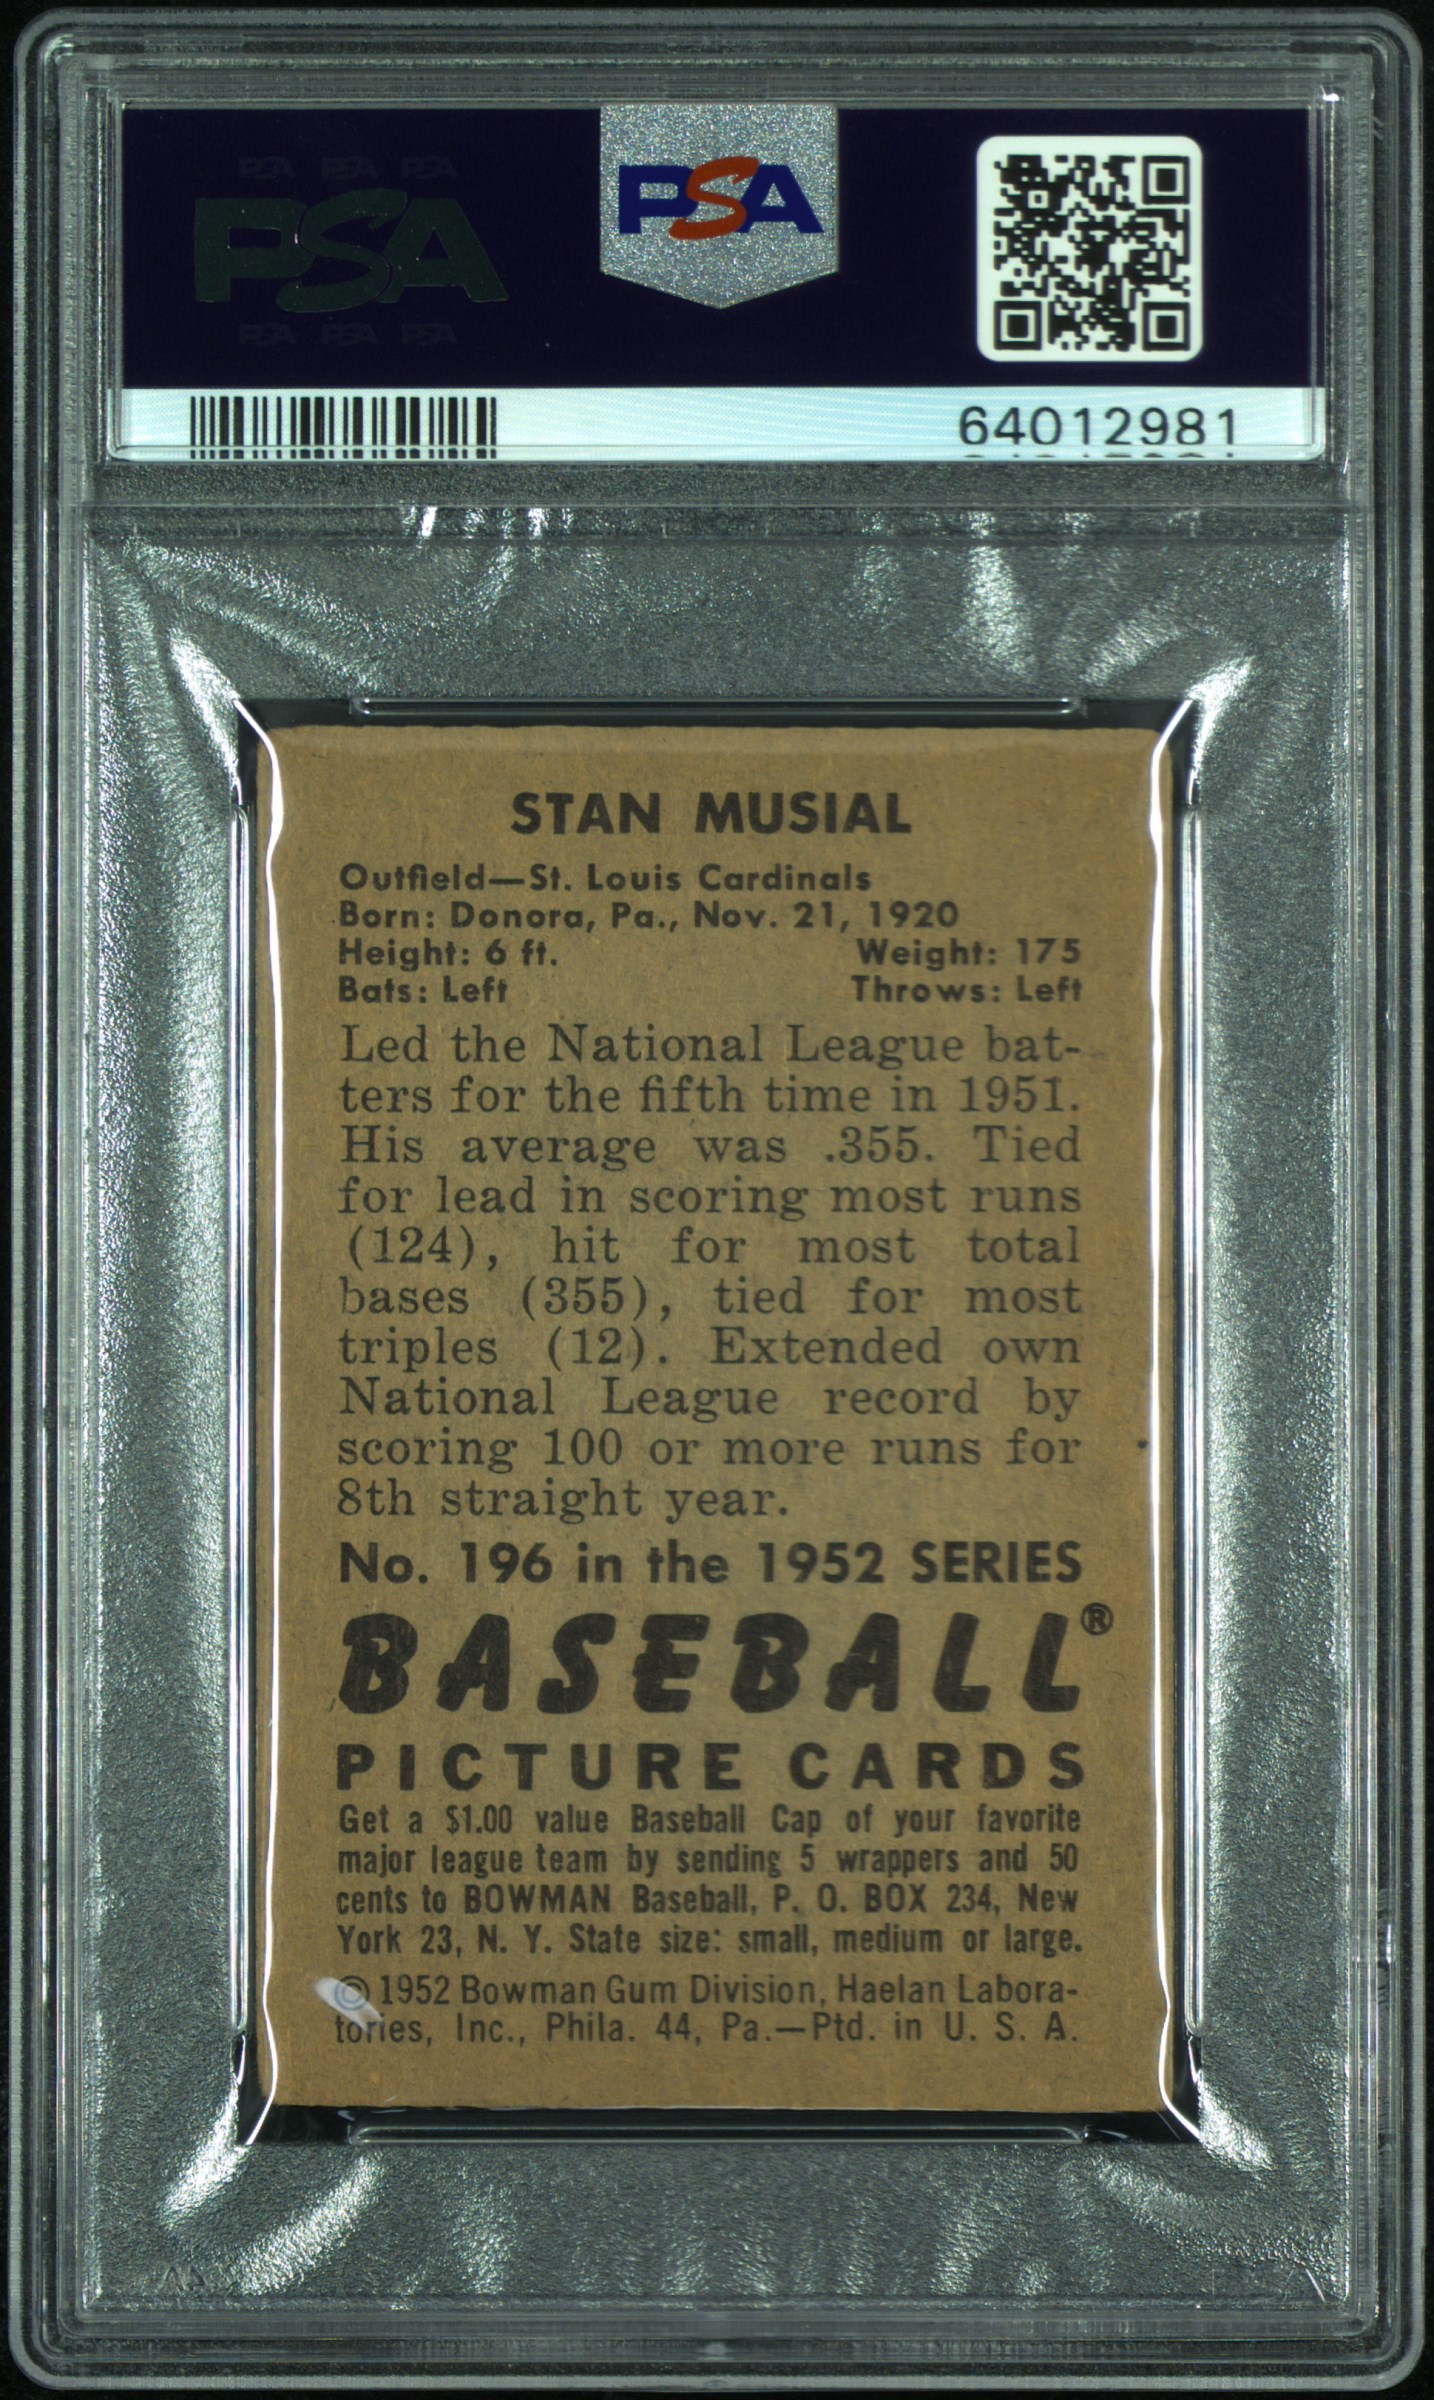 PSA PSA PSA
PSA
PSA PSA PSA
PSA
64012981
STAN MUSIAL
Outfield—St. Louis Cardinals
Born: Donora, Pa., Nov. 21, 1920
Height: 6 ft. Weight: 175
Bats: Left Throws: Left
Led the National League bat-
ters for the fifth time in 1951.
His average was .355. Tied
for lead in scoring most runs
(124), hit for most total
bases (355), tied for most
triples (12). Extended own
National League record by
scoring 100 or more runs for
8th straight year.
No. 196 in the 1952 SERIES
BASEBALL®
PICTURE CARDS
Get a $1.00 value Baseball Cap of your favorite
major league team by sending 5 wrappers and 50
cents to BOWMAN Baseball, P. O. BOX 234, New
York 23, N. Y. State size: small, medium or large.
© 1952 Bowman Gum Division, Haelan Labora-
tories, Inc., Phila. 44, Pa.—Ptd. in U. S. A.